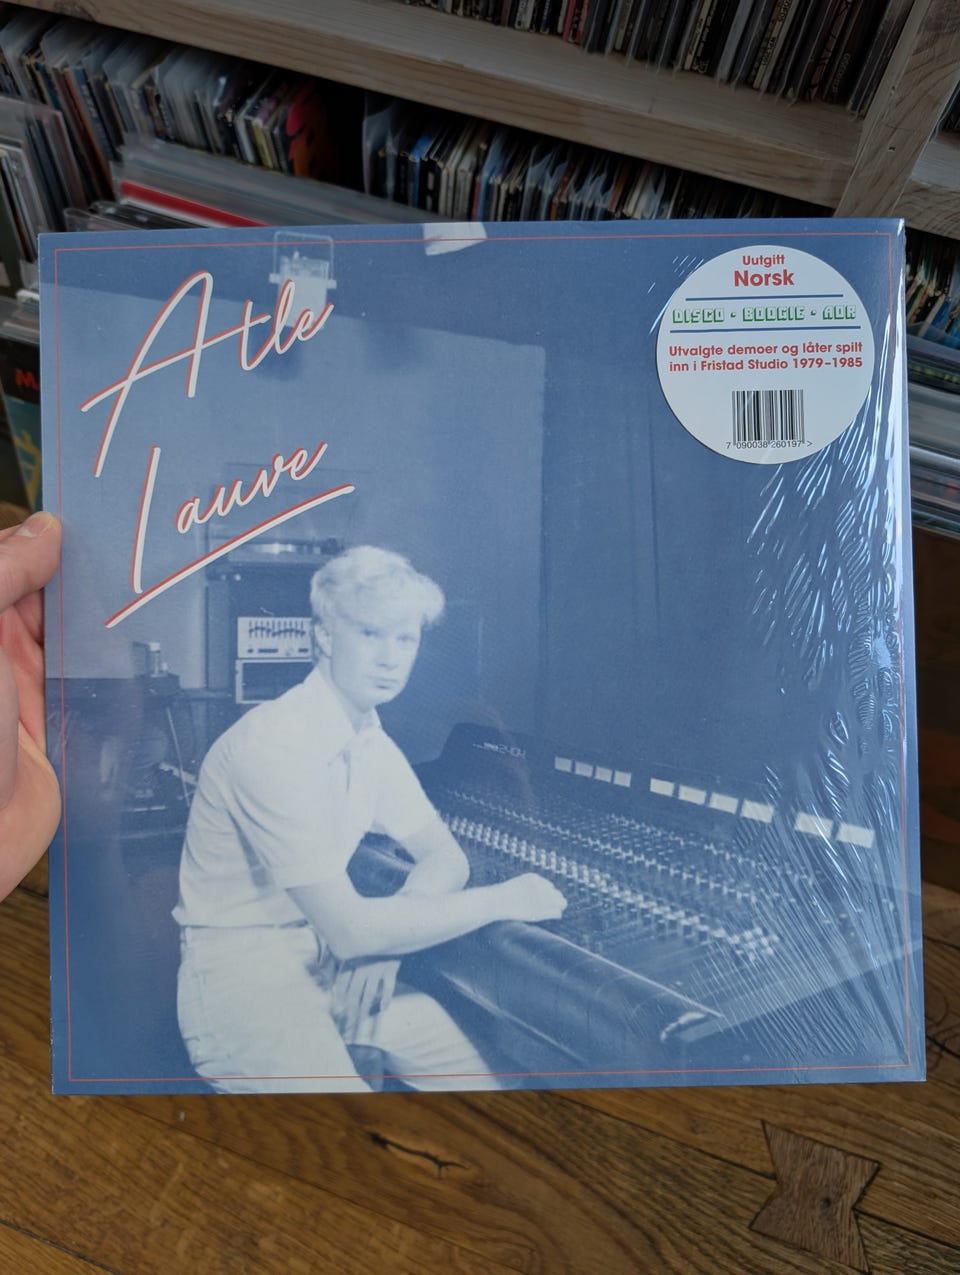 Atle
Lauve
Uutgitt
Norsk
DISCO • BOOGIE • AOR
Utvalgte demoer og låter spilt
inn i Fristad Studio 1979–1985
7 090038 260197 >